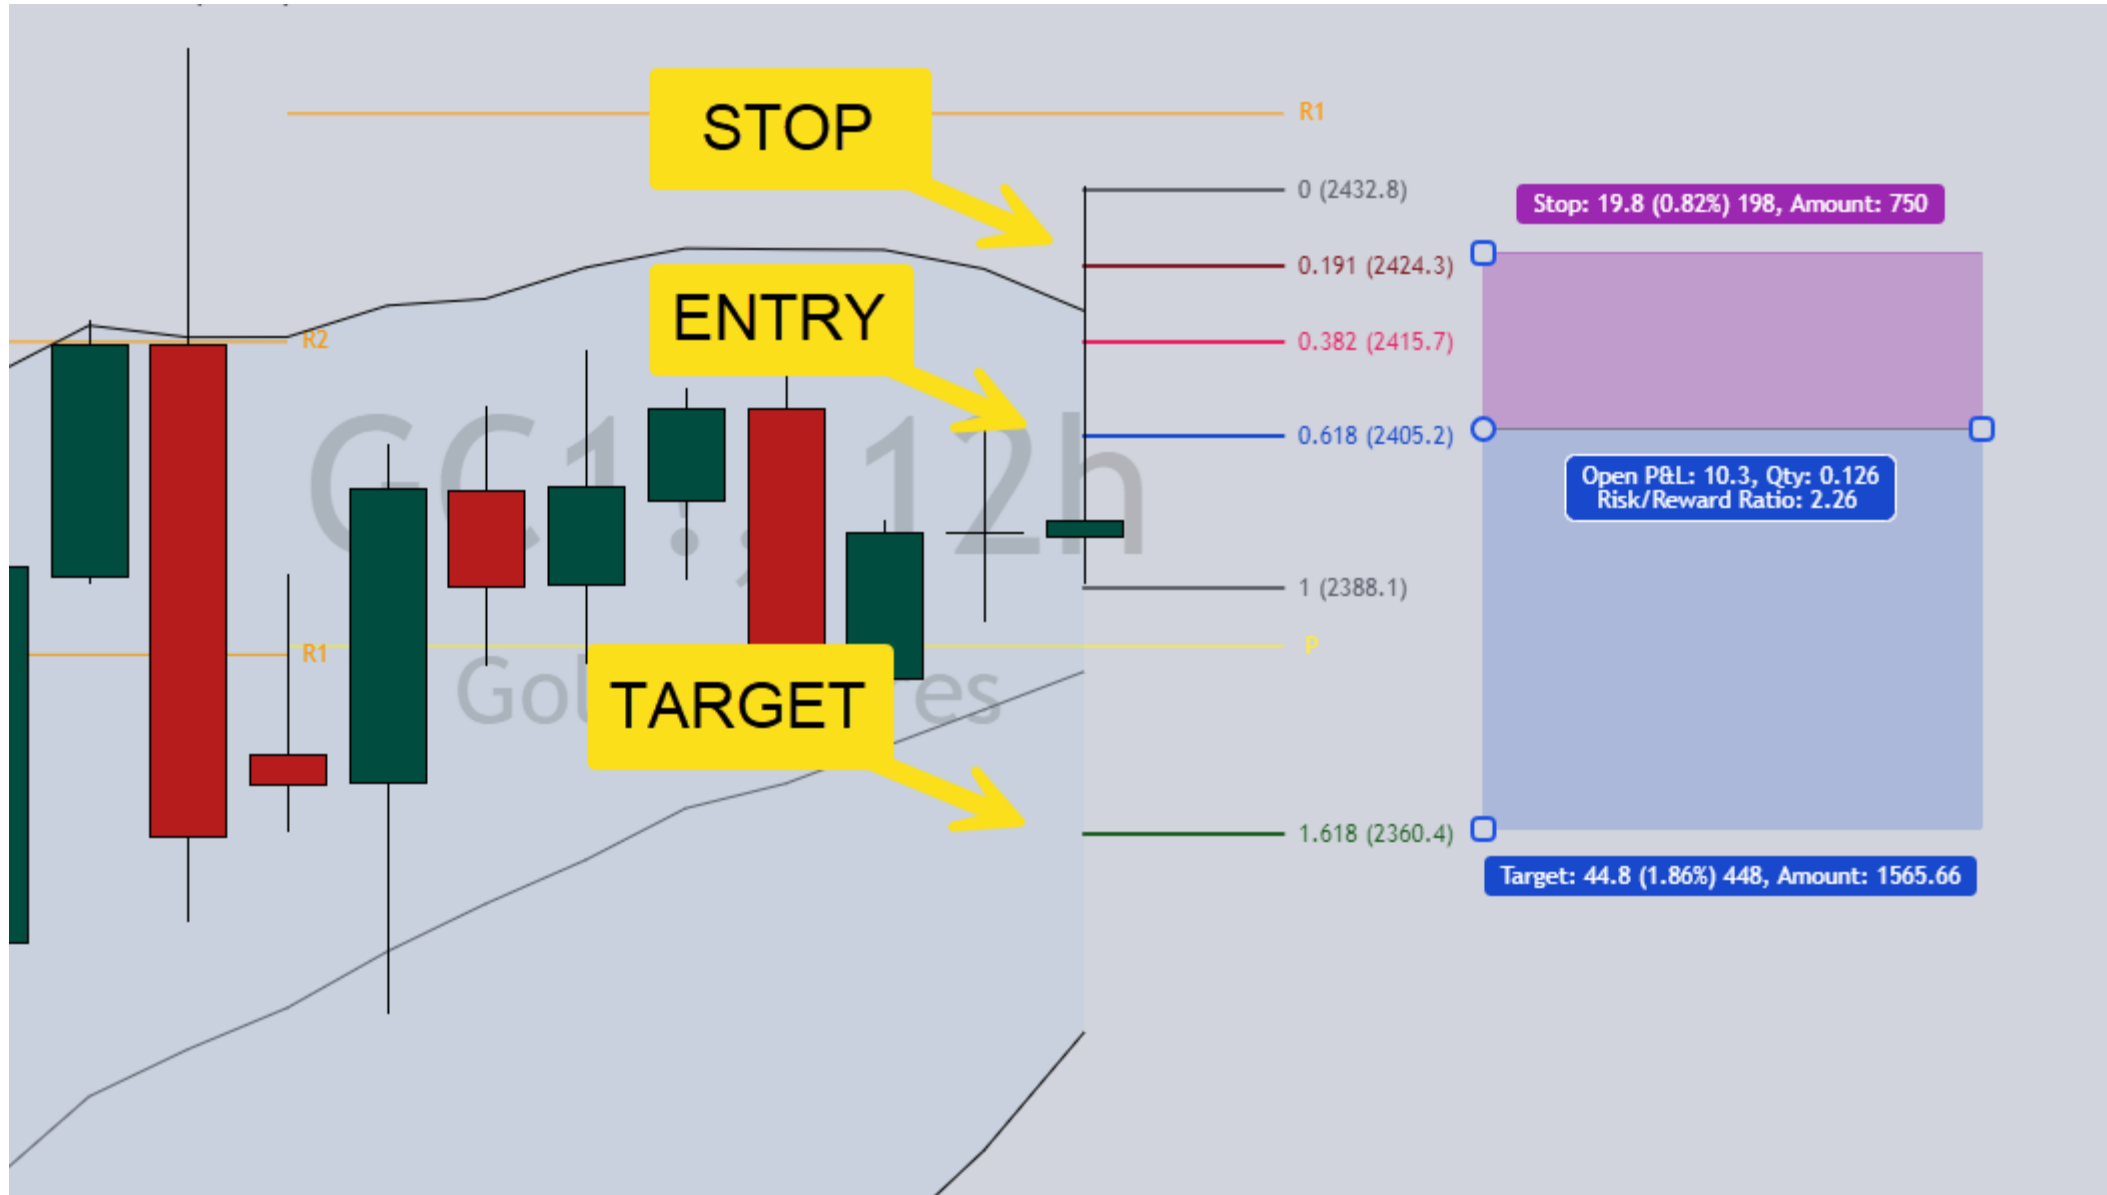 STOP
R1
0 (2432.8)
Stop: 19.8 (0.82%) 198, Amount: 750
0.191 (2424.3)
ENTRY
R2
0.382 (2415.7)
GC1!, 12h
0.618 (2405.2)
Open P&L: 10.3, Qty: 0.126
Risk/Reward Ratio: 2.26
1 (2388.1)
R1
P
TARGET
1.618 (2360.4)
Target: 44.8 (1.86%) 448, Amount: 1565.66